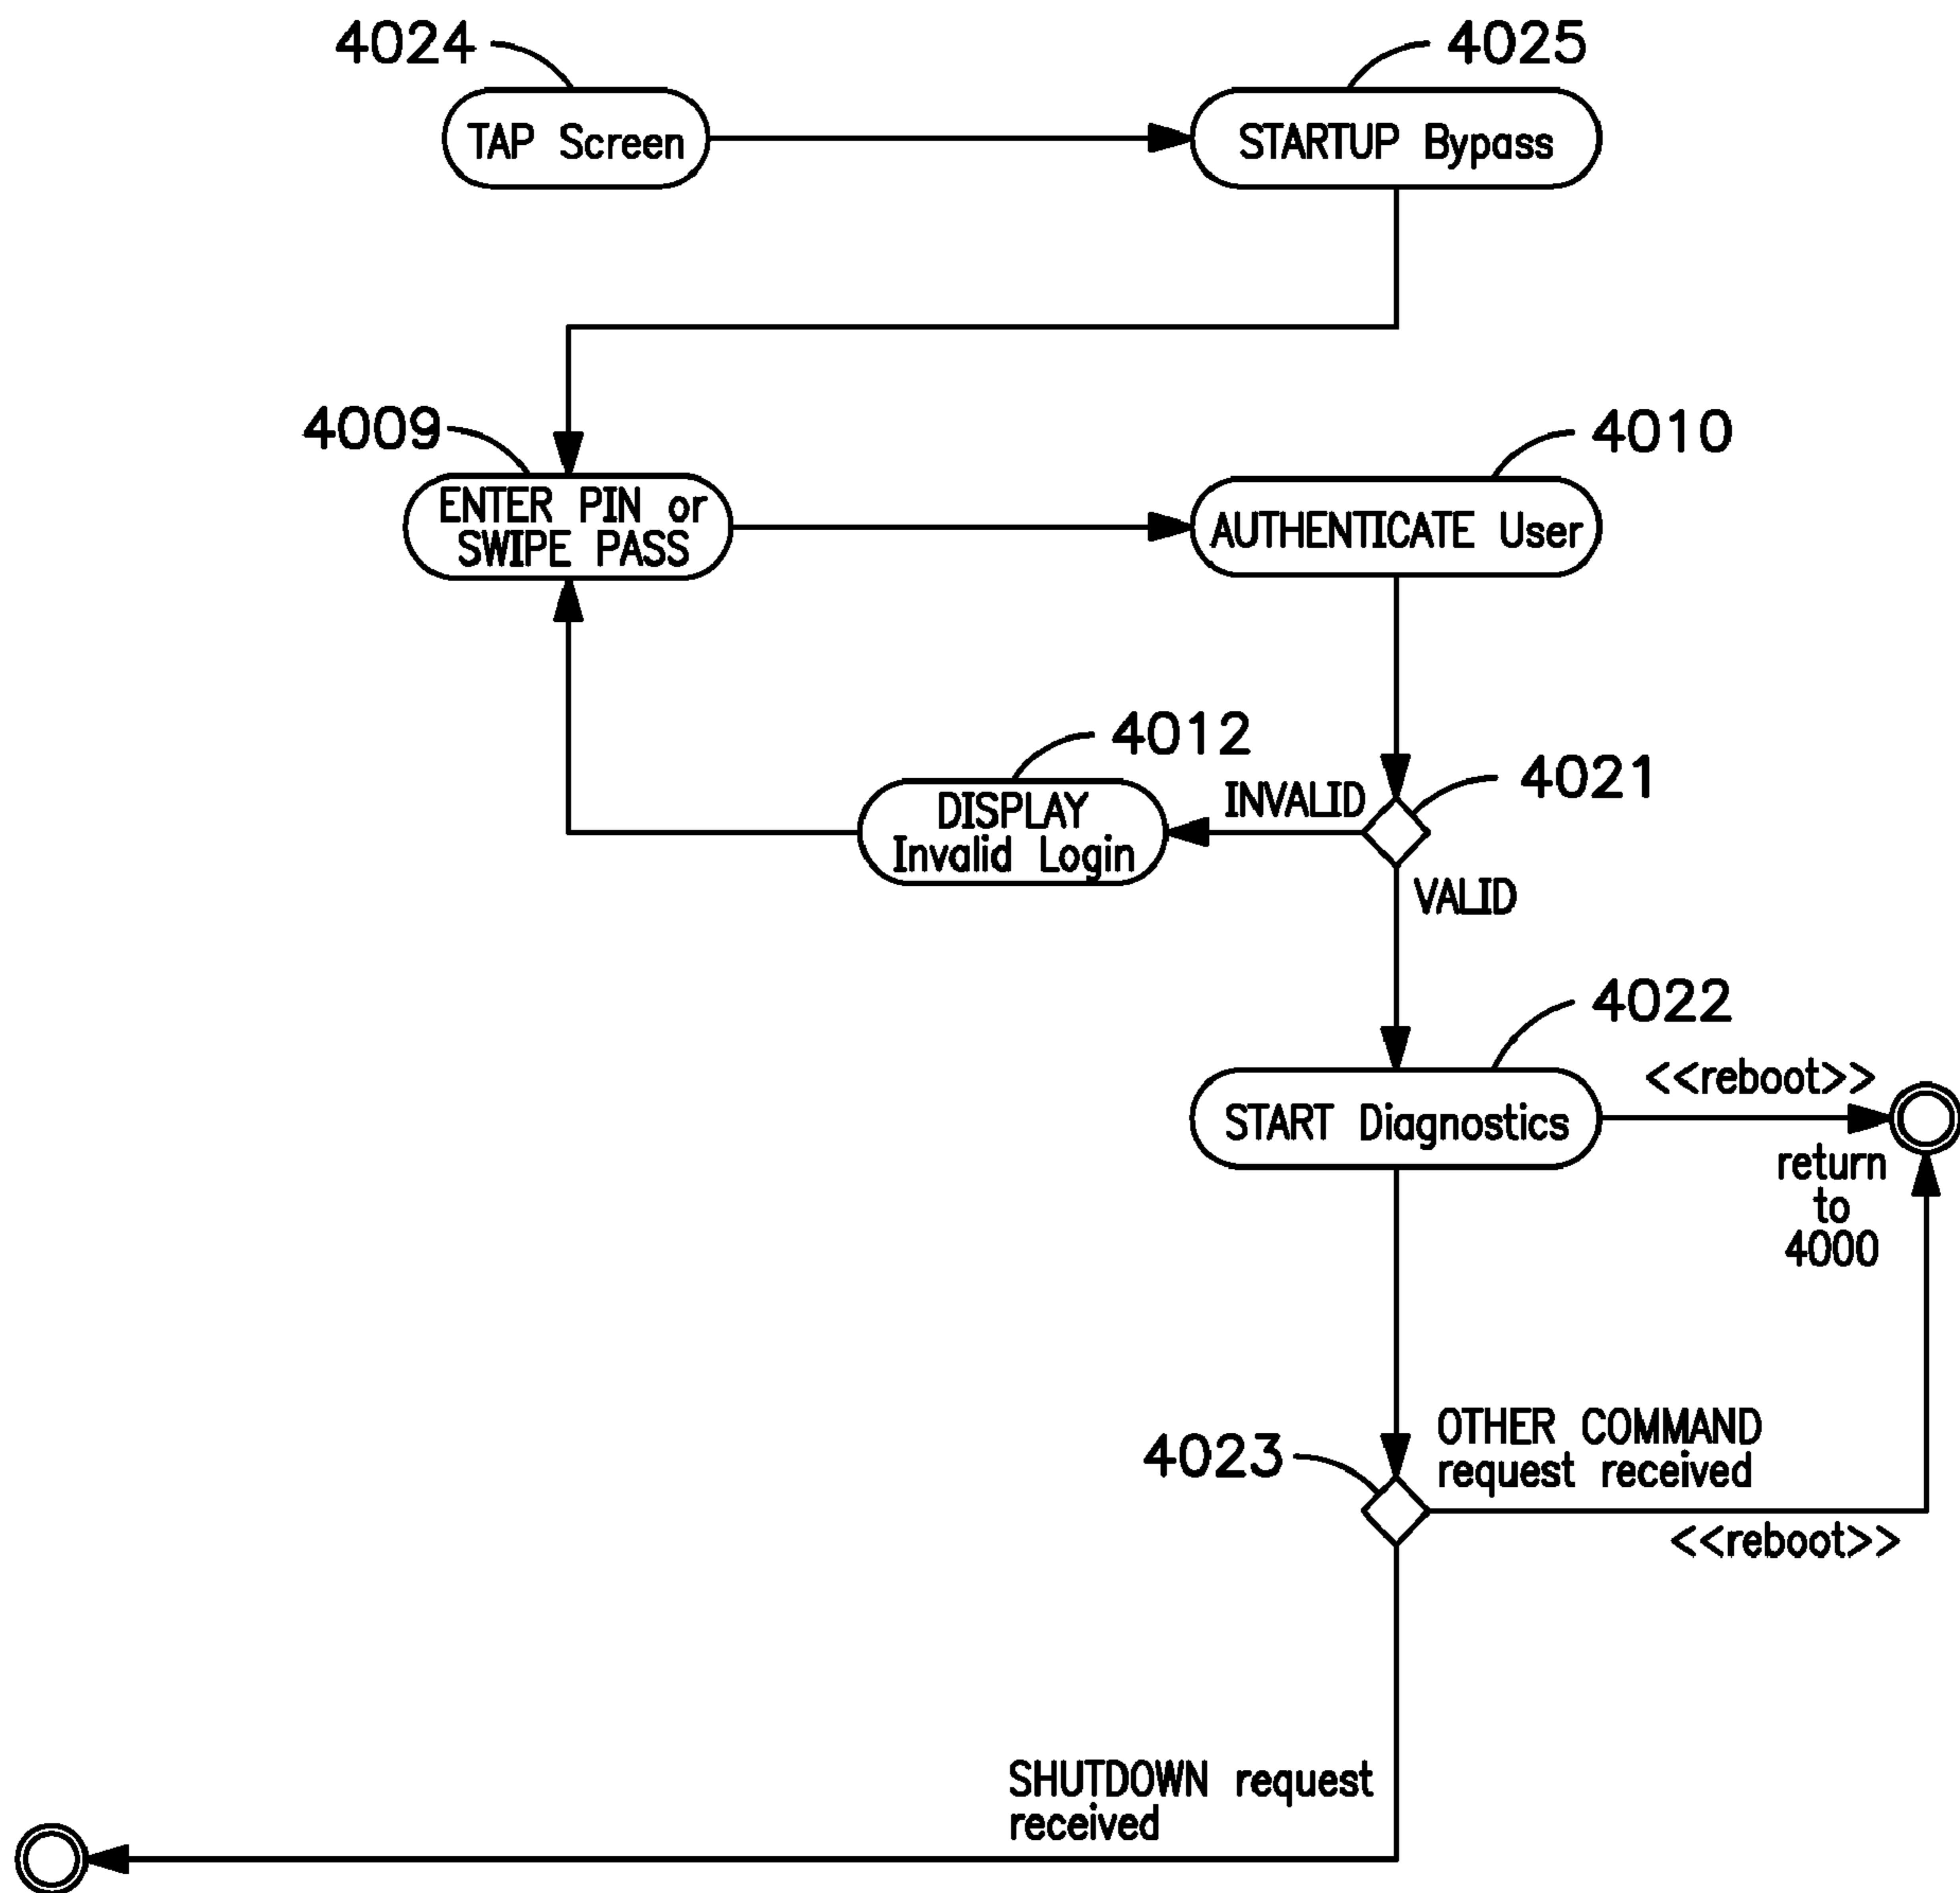 4024
4025
TAP Screen
STARTUP Bypass
4009
4010
ENTER PIN or
SWIPE PASS
AUTHENTICATE User
4012
4021
INVALID
DISPLAY
Invalid Login
VALID
4022
<<reboot>>
START Diagnostics
return
to
4000
OTHER COMMAND
request received
4023
<<reboot>>
SHUTDOWN request
received